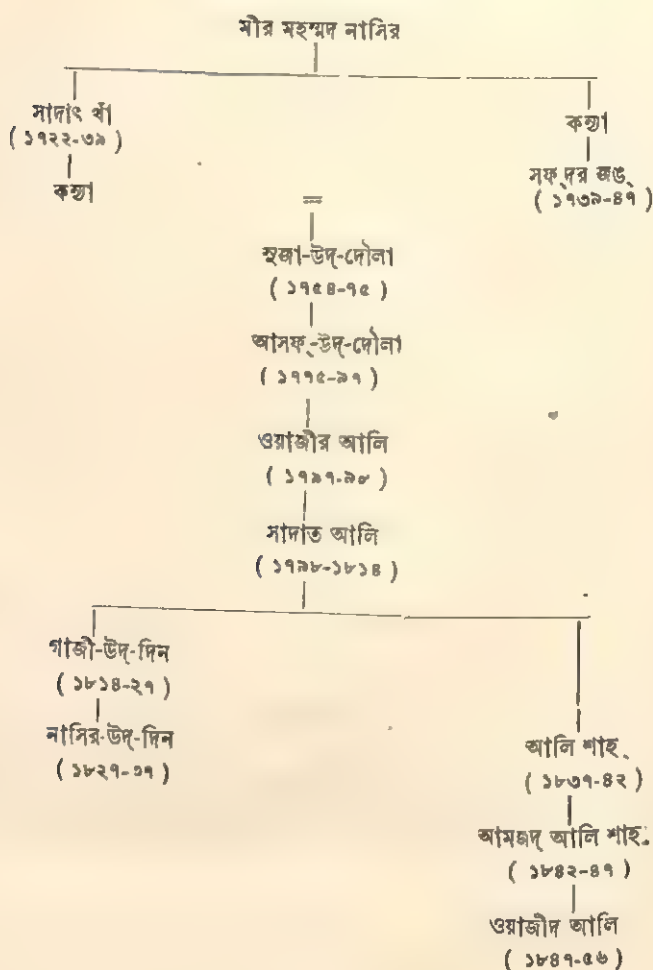 মীর মহম্মদ নাসির
সাদাৎ খাঁ
( ১৭২২-৩৯ )
কন্যা
কন্যা
সফ্দর জঙ্
( ১৭৩৯-৪৭ )
=
সুজা-উদ্-দৌলা
( ১৭৫৪-৭৫ )
আসফ্-উদ্-দৌলা
( ১৭৭৫-৯৭ )
ওয়াজীর আলি
( ১৭৯৭-৯৮ )
সাদাত আলি
( ১৭৯৮-১৮১৪ )
গাজী-উদ্-দিন
( ১৮১৪-২৭ )
নাসির-উদ্-দিন
( ১৮২৭-৩৭ )
আলি শাহ্
( ১৮৩৭-৪২ )
আমজদ্ আলি শাহ্
( ১৮৪২-৪৭ )
ওয়াজীদ আলি
( ১৮৪৭-৫৬ )